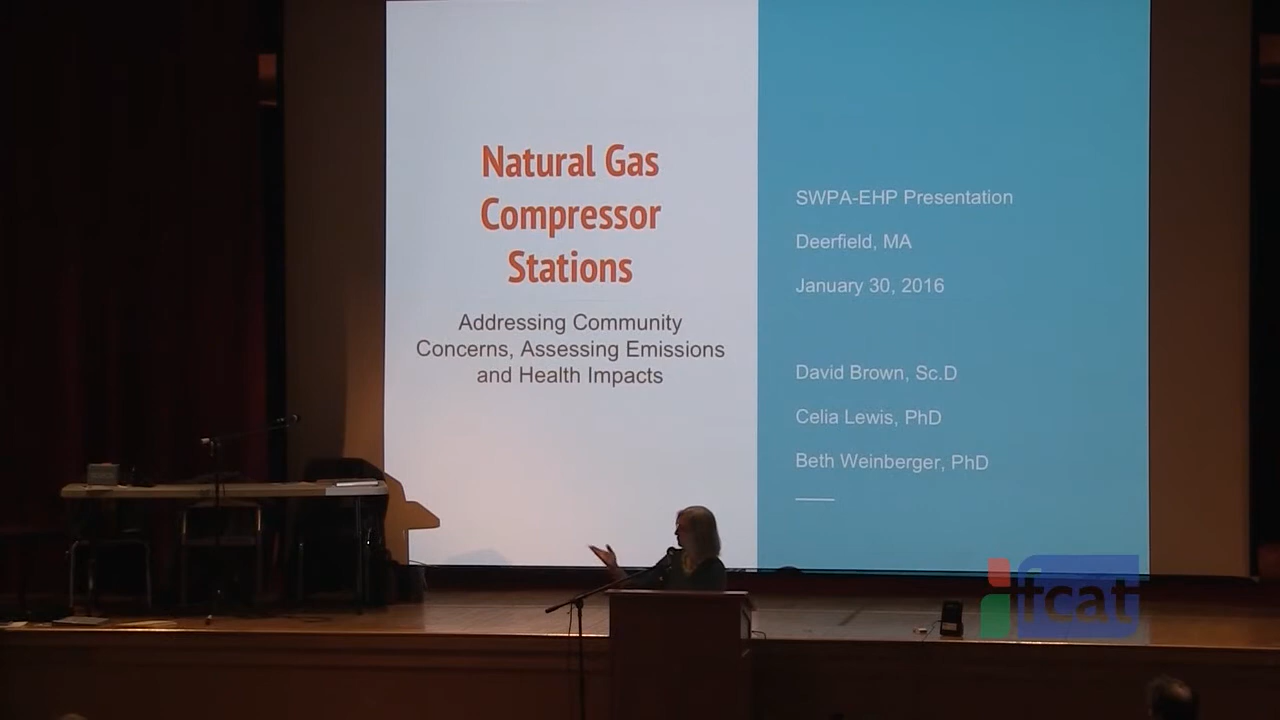 Natural Gas
Compressor
Stations
Addressing Community
Concerns, Assessing Emissions
and Health Impacts
SWPA-EHP Presentation
Deerfield, MA
January 30, 2016
David Brown, Sc.D
Celia Lewis, PhD
Beth Weinberger, PhD
fcat